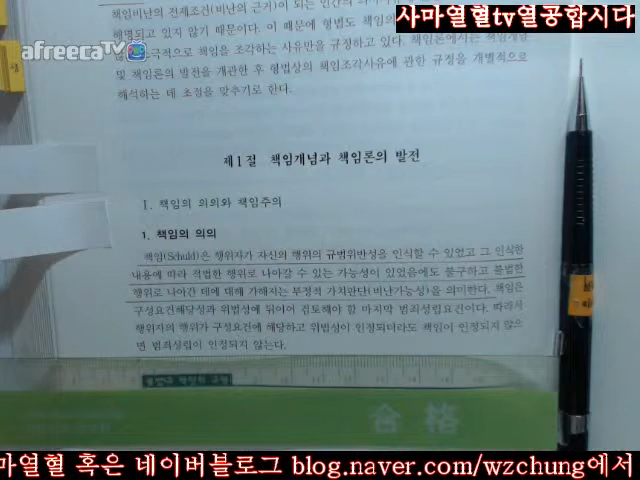 사마열혈tv열공합시다
afreecaTV
책임비난의 전제조건(비난의 근거)이 되는 인간의
해명되고 있지 않기 때문이다. 이 때문에 형법도 책임의
극적으로 책임을 조각하는 사유만을 규정하고 있다. 책임론에서는 책임개념
및 책임론의 발전을 개관한 후 형법상의 책임조각사유에 관한 규정을 개별적으로
해석하는 데 초점을 맞추기로 한다.
제1절 책임개념과 책임론의 발전
Ⅰ. 책임의 의의와 책임주의
1. 책임의 의의
책임(Schuld)은 행위자가 자신의 행위의 규범위반성을 인식할 수 있었고 그 인식한
내용에 따라 적법한 행위로 나아갈 수 있는 가능성이 있었음에도 불구하고 불법한
행위로 나아간 데에 대해 가해지는 부정적 가치판단(비난가능성)을 의미한다. 책임은
구성요건해당성과 위법성에 뒤이어 검토해야 할 마지막 범죄성립요건이다. 따라서
행위자의 행위가 구성요건에 해당하고 위법성이 인정되더라도 책임이 인정되지 않으
면 범죄성립이 인정되지 않는다.
合格
마열혈 혹은 네이버블로그 blog.naver.com/wzchung에서